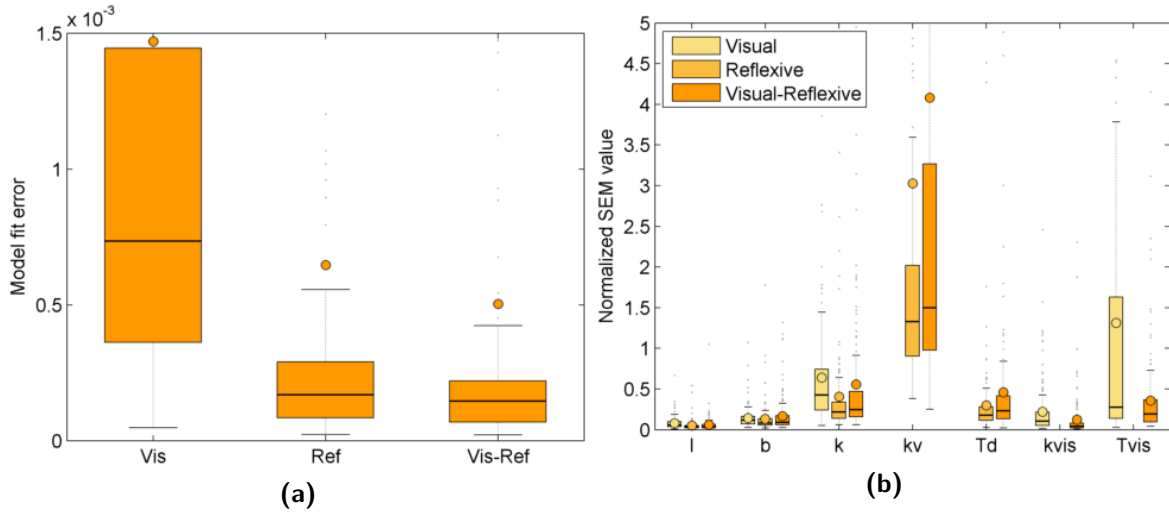 x 10⁻³
1.5
1
0.5
0
Model fit error
Vis Ref Vis-Ref
(a)
5
4.5
4
3.5
3
2.5
2
1.5
1
0.5
0
Normalized SEM value
Visual
Reflexive
Visual-Reflexive
I b k kv Td kvis Tvis
(b)